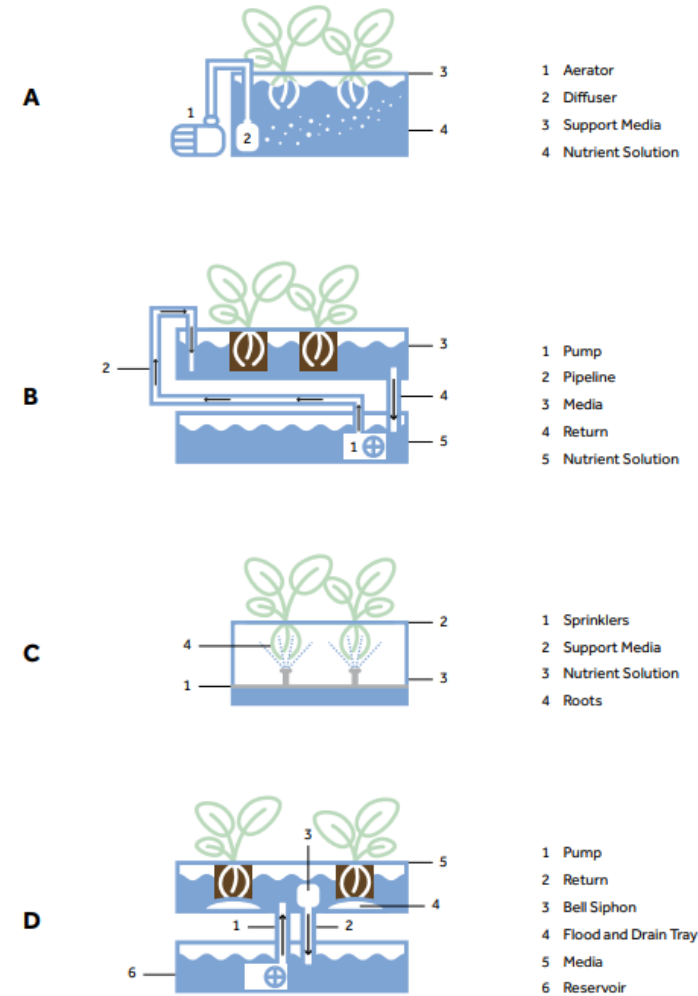 A
1
2
3
4
1 Aerator
2 Diffuser
3 Support Media
4 Nutrient Solution
B
2
1
3
4
5
1 Pump
2 Pipeline
3 Media
4 Return
5 Nutrient Solution
C
4
1
2
3
1 Sprinklers
2 Support Media
3 Nutrient Solution
4 Roots
D
3
5
4
1
2
6
1 Pump
2 Return
3 Bell Siphon
4 Flood and Drain Tray
5 Media
6 Reservoir